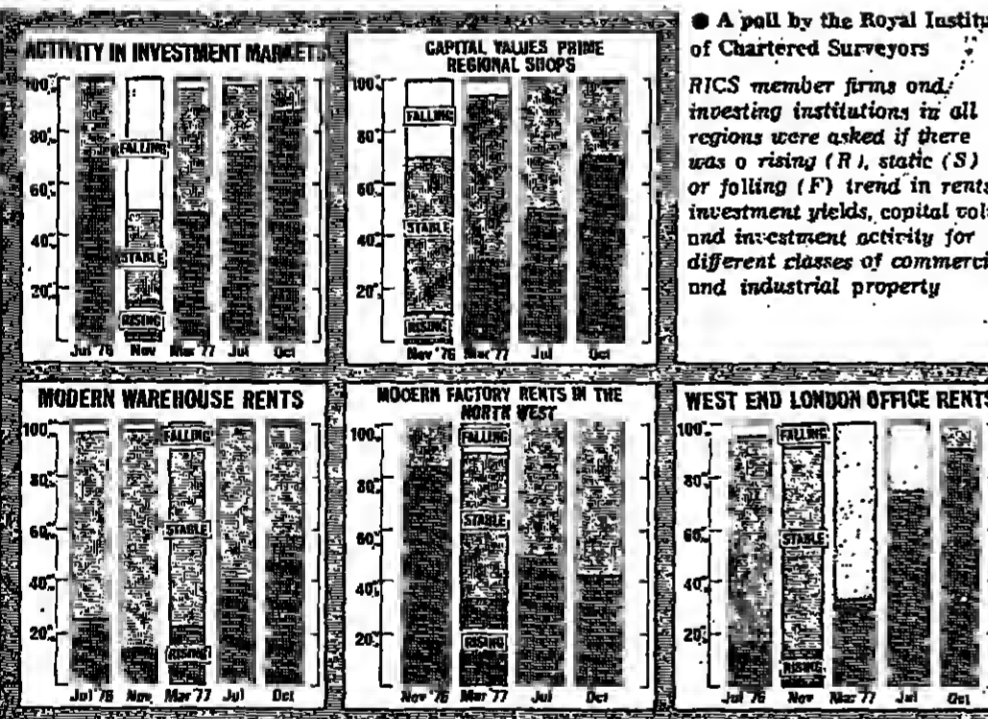 ACTIVITY IN INVESTMENT MARKETS
100%
80%
60%
40%
20%
FALLING
STABLE
RISING
Jul '76 Nov Mar '77 Jul Oct
CAPITAL VALUES PRIME
REGIONAL SHOPS
100%
80%
60%
40%
20%
FALLING
STABLE
RISING
Nov '76 Mar '77 Jul Oct
● A poll by the Royal Institu
of Chartered Surveyors
RICS member firms and
investing institutions in all
regions were asked if there
was a rising (R), static (S)
or falling (F) trend in rents
investment yields, capital val
and investment activity for
different classes of commerci
and industrial property
MODERN WAREHOUSE RENTS
100%
80%
60%
40%
20%
FALLING
STABLE
RISING
Jul '76 Nov Mar '77 Jul Oct
MODERN FACTORY RENTS IN THE
NORTH WEST
100%
80%
60%
40%
20%
FALLING
STABLE
RISING
Nov '76 Mar '77 Jul Oct
WEST END LONDON OFFICE RENTS
100%
80%
60%
40%
20%
FALLING
STABLE
RISING
Jul '76 Nov Mar '77 Jul Oct